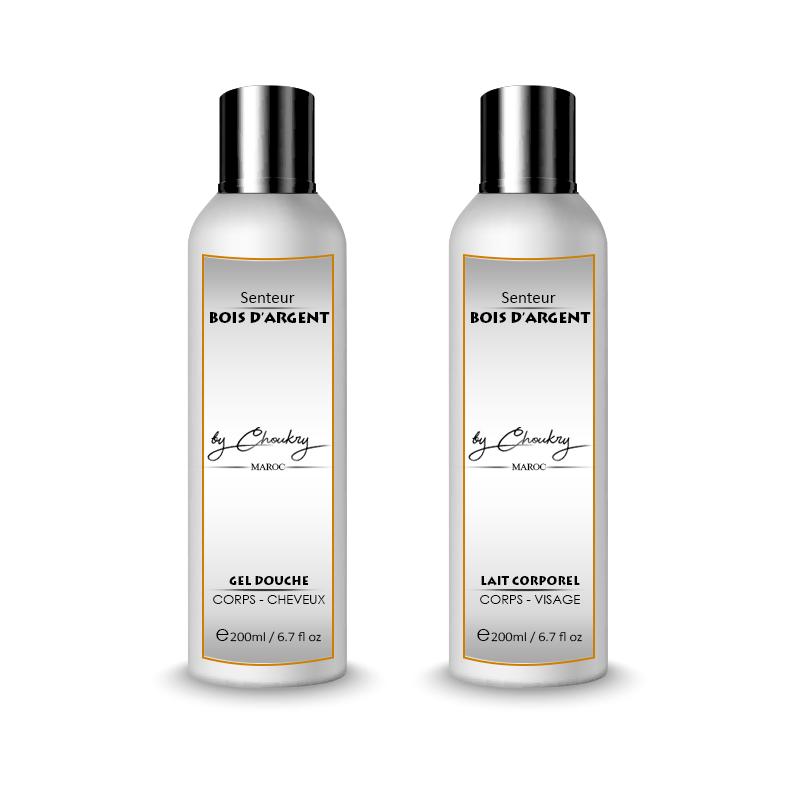 Senteur
BOIS D'ARGENT
by Choukry
MAROC
GEL DOUCHE
CORPS - CHEVEUX
℮200ml / 6.7 fl oz
Senteur
BOIS D'ARGENT
by Choukry
MAROC
LAIT CORPOREL
CORPS - VISAGE
℮200ml / 6.7 fl oz